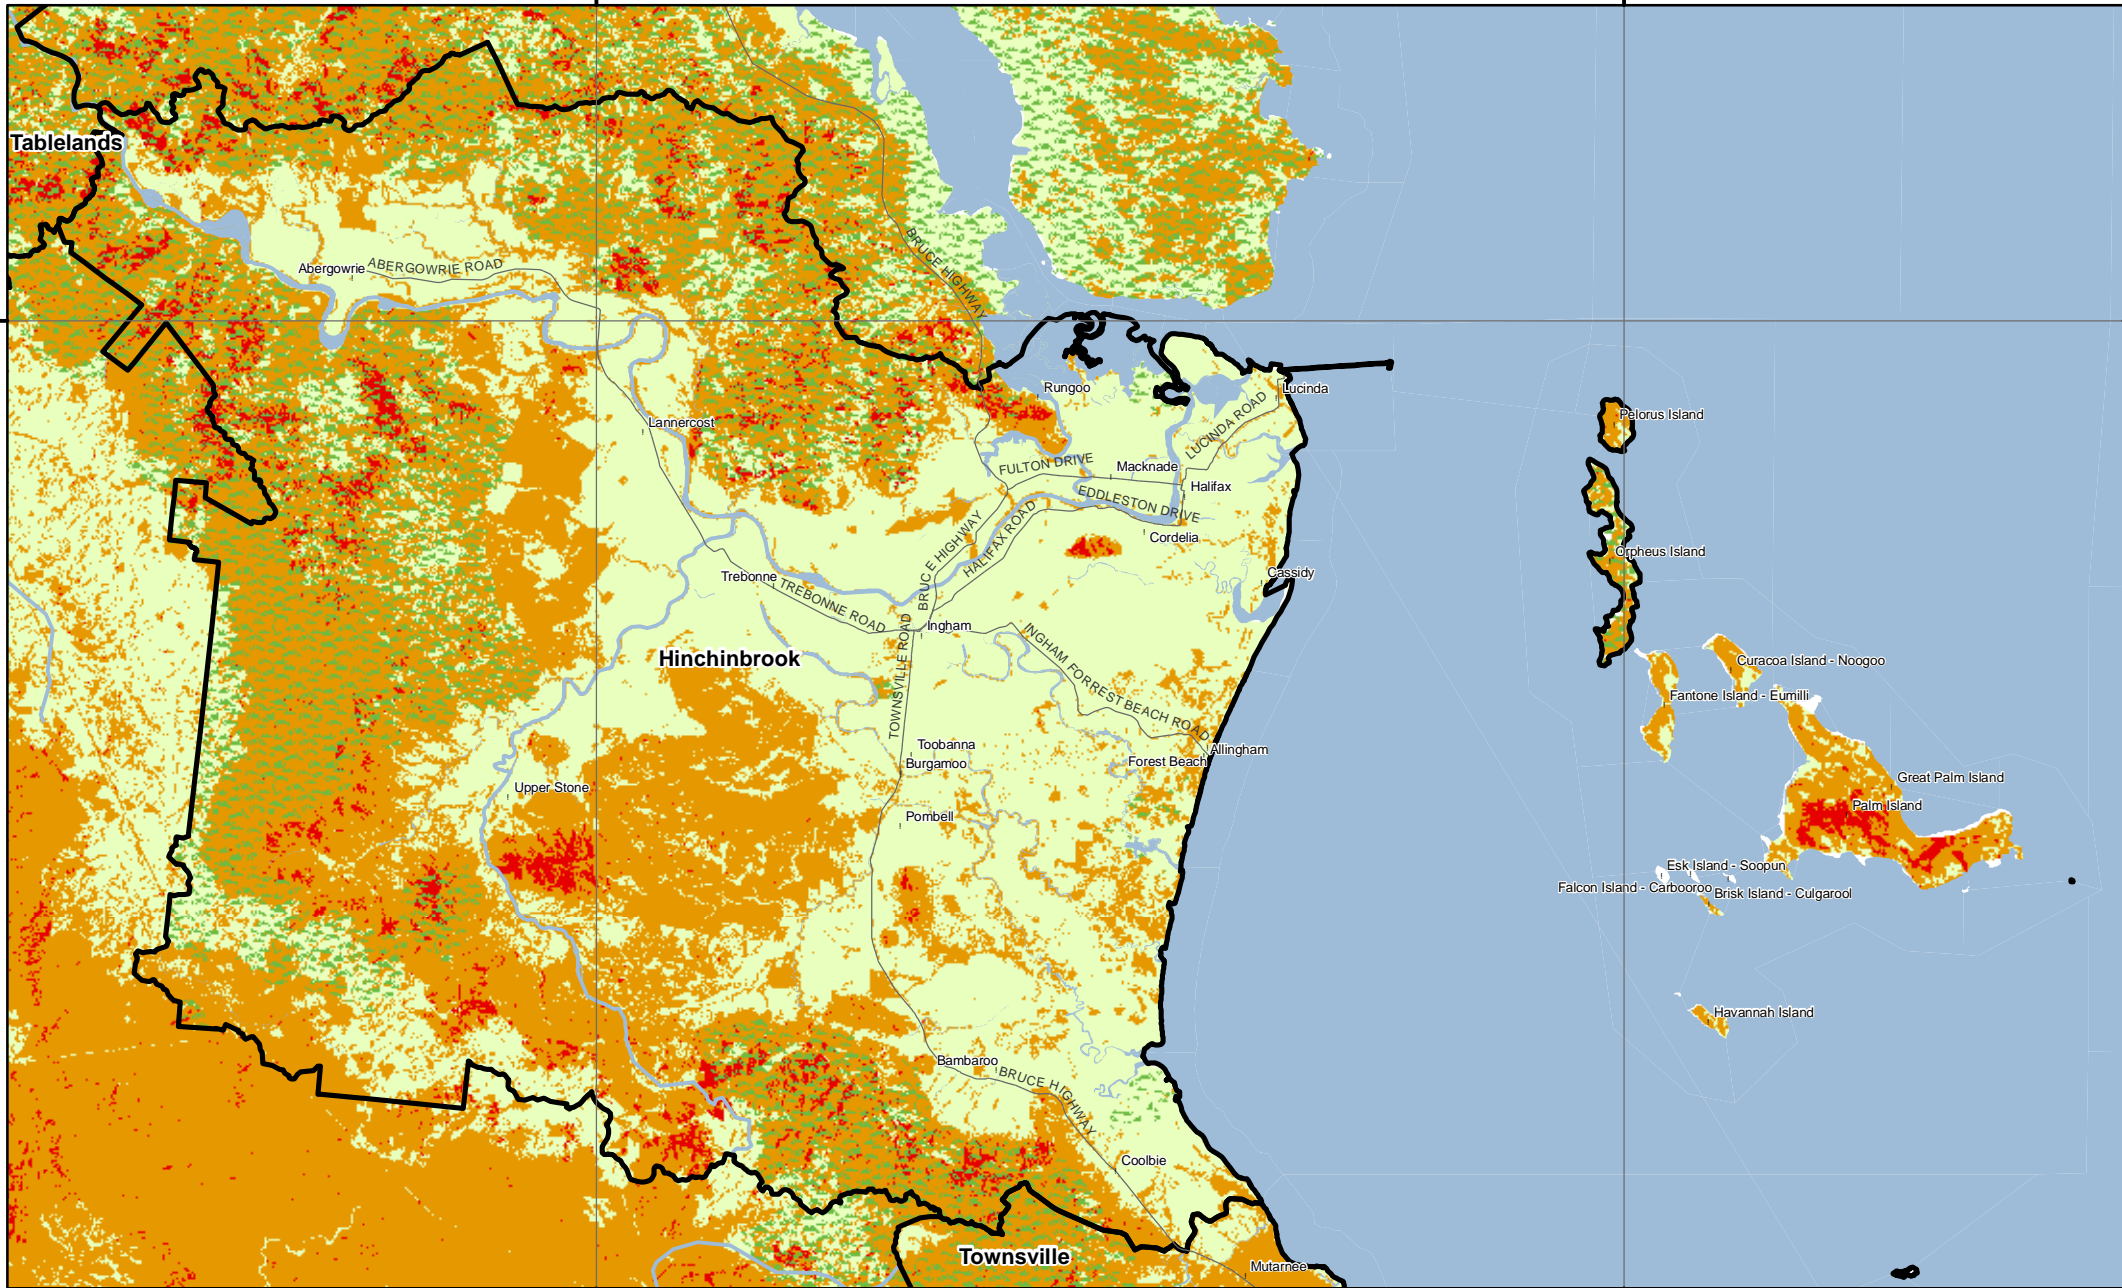 Tablelands
BRUCE HIGHWAY
Abergowrie
ABERGOWRIE ROAD
Rungoo
Lucinda
LUCINDA ROAD
Pelorus Island
Lannercost
FULTON DRIVE
Macknade
Halifax
EDDLESTON DRIVE
HALIFAX ROAD
BRUCE HIGHWAY
Cordelia
Orpheus Island
Trebonne
TREBONNE ROAD
Cassidy
Ingham
INGHAM FORREST BEACH ROAD
TOWNSVILLE ROAD
Hinchinbrook
Curacoa Island - Noogoo
Fantone Island - Eumilli
Toobanna
Burgamoo
Allingham
Forest Beach
Great Palm Island
Upper Stone
Palm Island
Pombell
Esk Island - Soopun
Falcon Island - Carbooroo
Brisk Island - Culgarool
Havannah Island
Bambaroo
BRUCE HIGHWAY
Coolbie
Townsville
Mutarnee